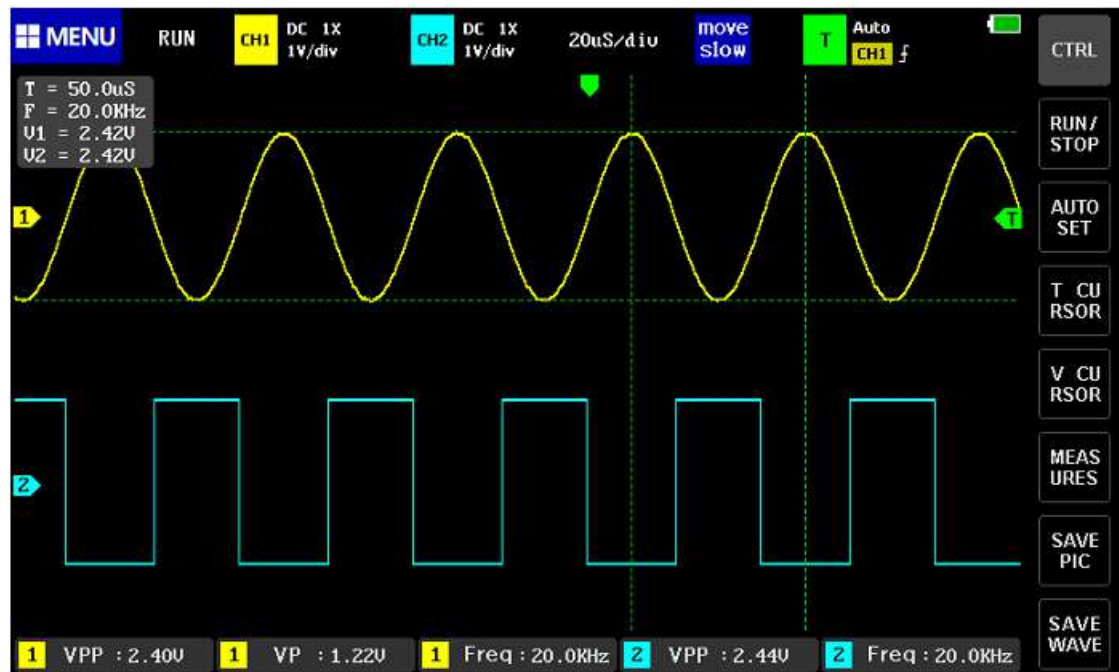 MENU
RUN
CH1
DC 1X
1V/div
CH2
DC 1X
1V/div
20uS/div
move
slow
T
Auto
CH1
CTRL
T = 50.0uS
F = 20.0KHz
V1 = 2.42V
V2 = 2.42V
RUN/
STOP
1
T
AUTO
SET
T CU
RSOR
V CU
RSOR
2
MEAS
URES
SAVE
PIC
SAVE
WAVE
1 VPP :2.40V
1 VP :1.22V
1 Freq:20.0KHz
2 VPP :2.44V
2 Freq:20.0KHz